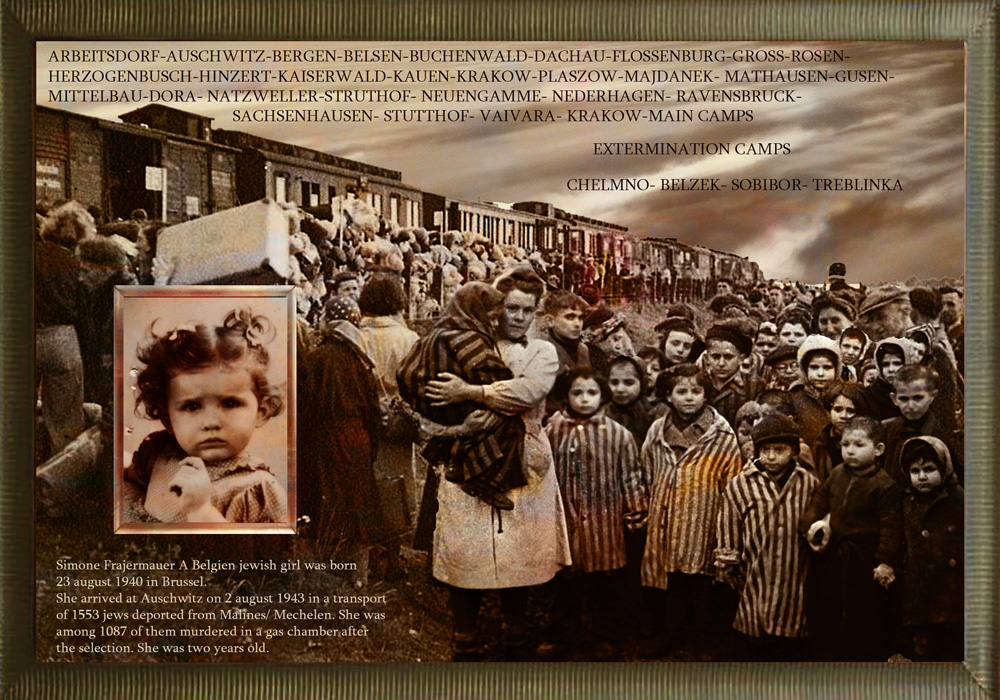 ARBEITSDORF-AUSCHWITZ-BERGEN-BELSEN-BUCHENWALD-DACHAU-FLOSSENBURG-GROSS-ROSEN-
HERZOGENBUSCH-HINZERT-KAISERWALD-KAUEN-KRAKOW-PLASZOW-MAJDANEK- MATHAUSEN-GUSEN-
MITTELBAU-DORA- NATZWELLER-STRUTHOF- NEUENGAMME- NEDERHAGEN- RAVENSBRUCK-
SACHSENHAUSEN- STUTTHOF- VAIVARA- KRAKOW-MAIN CAMPS
EXTERMINATION CAMPS
CHELMNO- BELZEK- SOBIBOR- TREBLINKA
Simone Frajermauer A Belgien jewish girl was born
23 august 1940 in Brussel.
She arrived at Auschwitz on 2 august 1943 in a transport
of 1553 jews deported from Malines/ Mechelen. She was
among 1087 of them murdered in a gas chamber after
the selection. She was two years old.